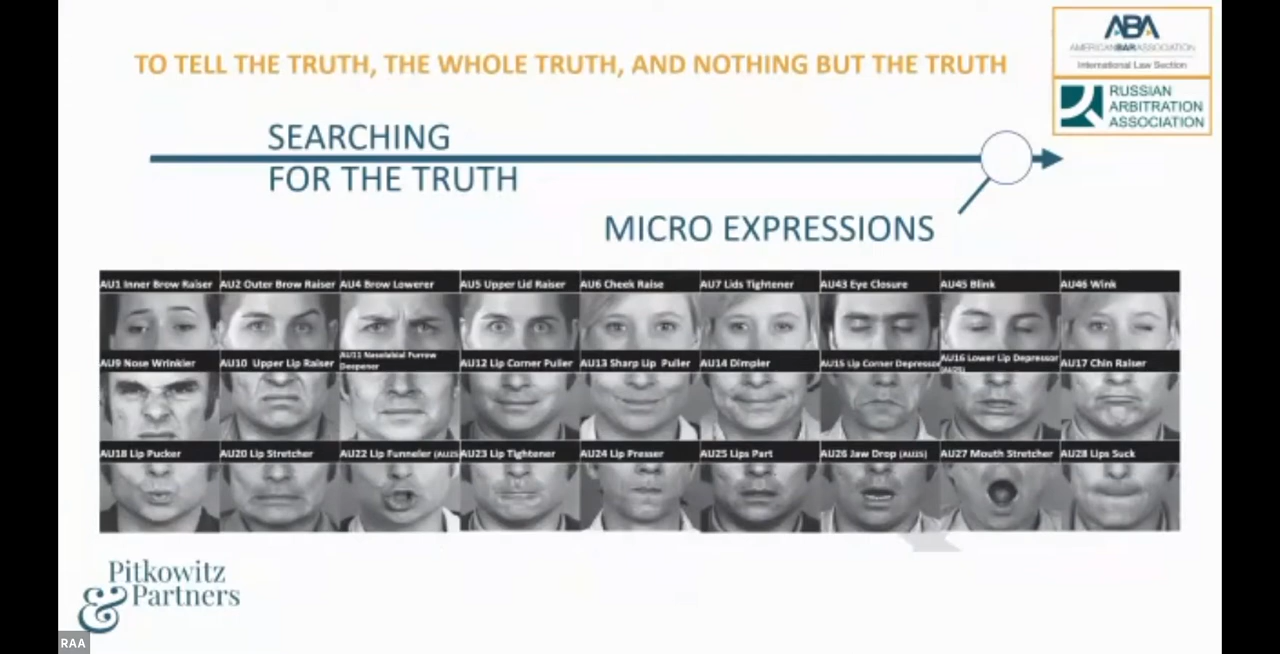 TO TELL THE TRUTH, THE WHOLE TRUTH, AND NOTHING BUT THE TRUTH
ABA
AMERICANBARASSOCIATION
International Law Section
RUSSIAN
ARBITRATION
ASSOCIATION
SEARCHING
FOR THE TRUTH
MICRO EXPRESSIONS
AU1 Inner Brow Raiser AU2 Outer Brow Raiser AU4 Brow Lowerer AU5 Upper Lid Raiser AU6 Cheek Raise AU7 Lids Tightener AU43 Eye Closure AU45 Blink AU46 Wink
AU9 Nose Wrinkler AU10 Upper Lip Raiser AU11 Nasolabial Furrow Deepener AU12 Lip Corner Puller AU13 Sharp Lip Puller AU14 Dimpler AU15 Lip Corner Depressor AU16 Lower Lip Depressor (AU25) AU17 Chin Raiser
AU18 Lip Pucker AU20 Lip Stretcher AU22 Lip Funneler (AU25 AU23 Lip Tightener AU24 Lip Presser AU25 Lips Part AU26 Jaw Drop (AU25) AU27 Mouth Stretcher AU28 Lips Suck
Pitkowitz
& Partners
RAA